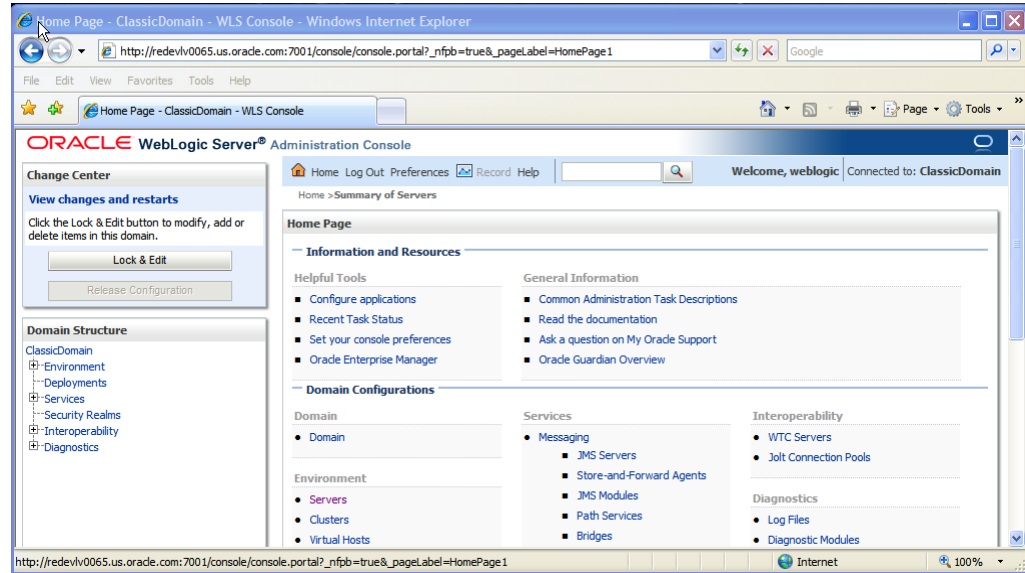 Home Page - ClassicDomain - WLS Console - Windows Internet Explorer
http://redevlv0065.us.oracle.com:7001/console/console.portal?_nfpb=true&_pageLabel=HomePage1
Google
File Edit View Favorites Tools Help
Home Page - ClassicDomain - WLS Console
Page Tools
ORACLE WebLogic Server® Administration Console
Change Center
View changes and restarts
Click the Lock & Edit button to modify, add or
delete items in this domain.
Lock & Edit
Release Configuration
Domain Structure
ClassicDomain
Environment
Deployments
Services
Security Realms
Interoperability
Diagnostics
Home Log Out Preferences Record Help
Welcome, weblogic Connected to: ClassicDomain
Home >Summary of Servers
Home Page
Information and Resources
Helpful Tools
Configure applications
Recent Task Status
Set your console preferences
Oracle Enterprise Manager
General Information
Common Administration Task Descriptions
Read the documentation
Ask a question on My Oracle Support
Oracle Guardian Overview
Domain Configurations
Domain
Domain
Environment
Servers
Clusters
Virtual Hosts
Services
Messaging
JMS Servers
Store-and-Forward Agents
JMS Modules
Path Services
Bridges
Interoperability
WTC Servers
Jolt Connection Pools
Diagnostics
Log Files
Diagnostic Modules
http://redevlv0065.us.oracle.com:7001/console/console.portal?_nfpb=true&_pageLabel=HomePage1
Internet
100%